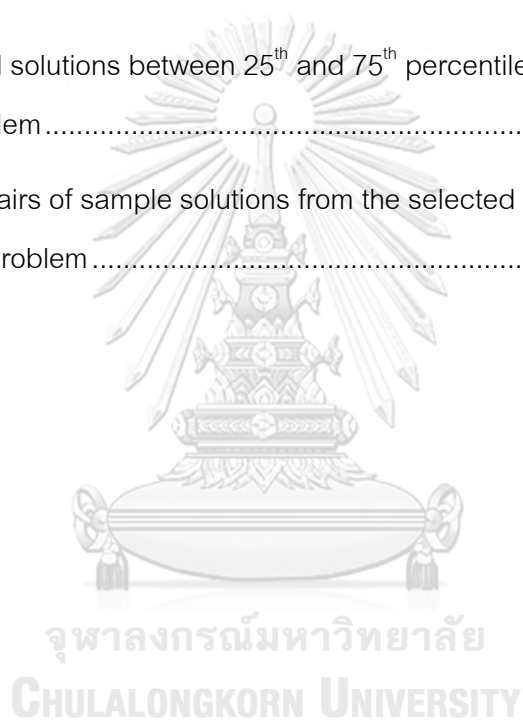 l solutions between 25th and 75th percentile
lem......................................................................
airs of sample solutions from the selected
roblem................................................................
จุฬาลงกรณ์มหาวิทยาลัย
CHULALONGKORN UNIVERSITY